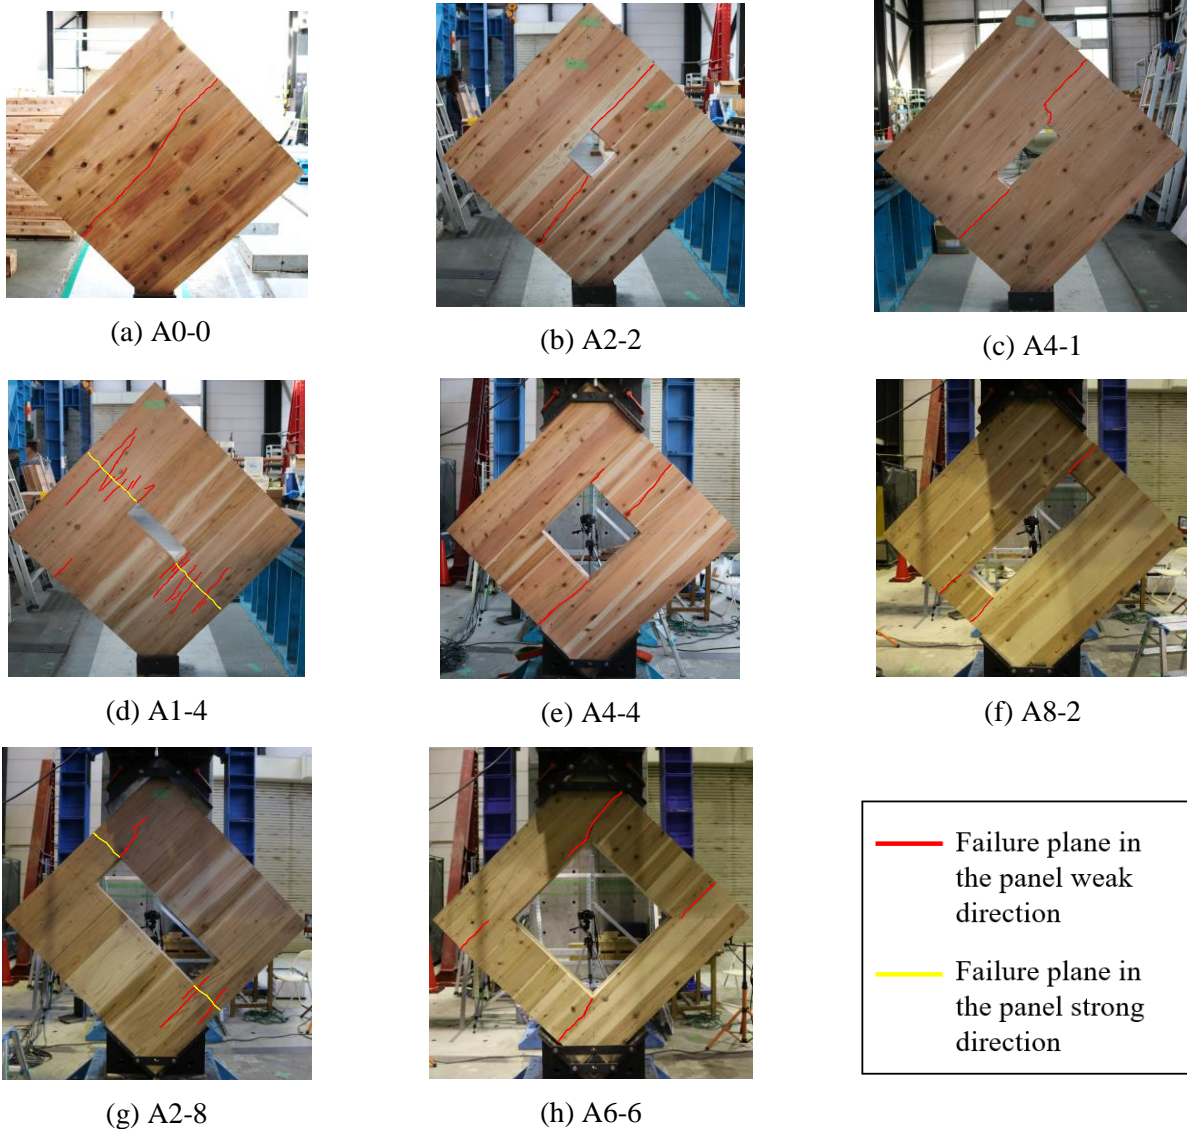 (a) A0-0
(b) A2-2
(c) A4-1
(d) A1-4
(e) A4-4
(f) A8-2
(g) A2-8
(h) A6-6
Failure plane in
the panel weak
direction
Failure plane in
the panel strong
direction